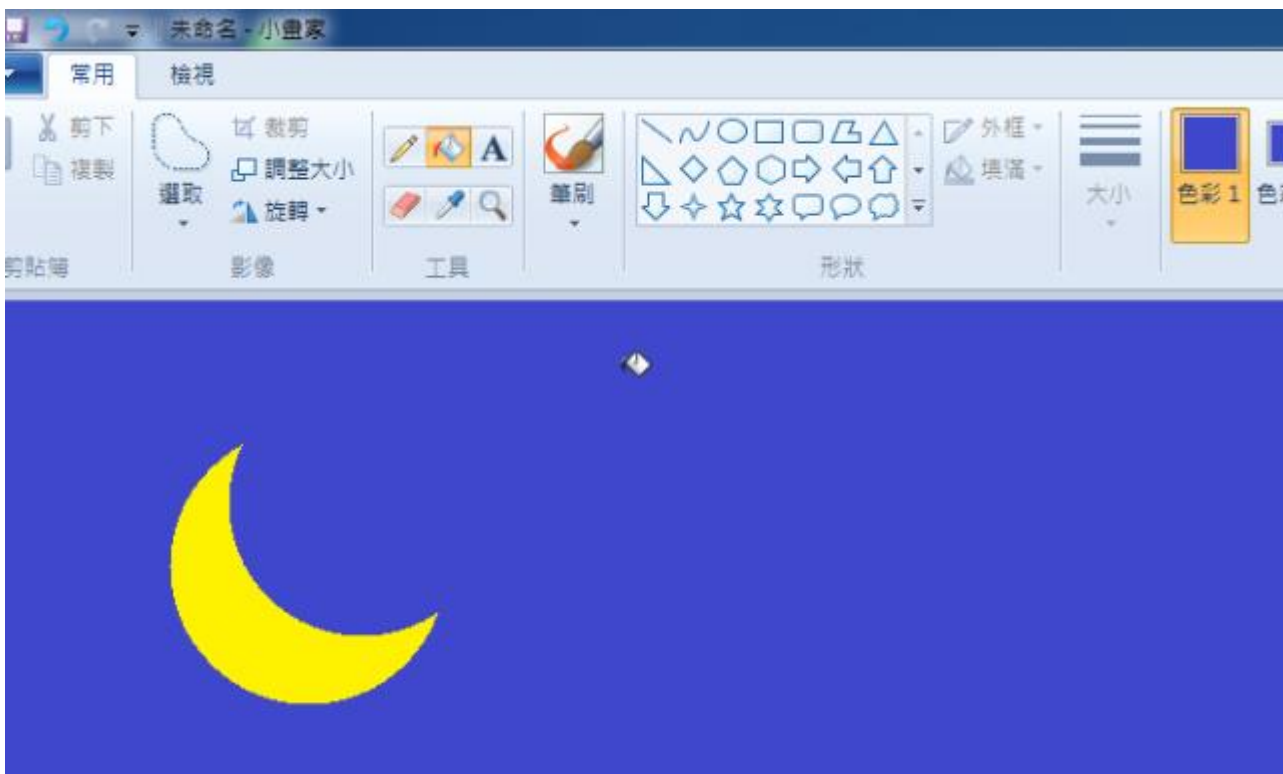 未命名 - 小畫家
常用 檢視
剪下
複製
選取
裁剪
調整大小
旋轉
A
筆刷
外框
填滿
大小
色彩 1
剪貼簿
影像
工具
形狀